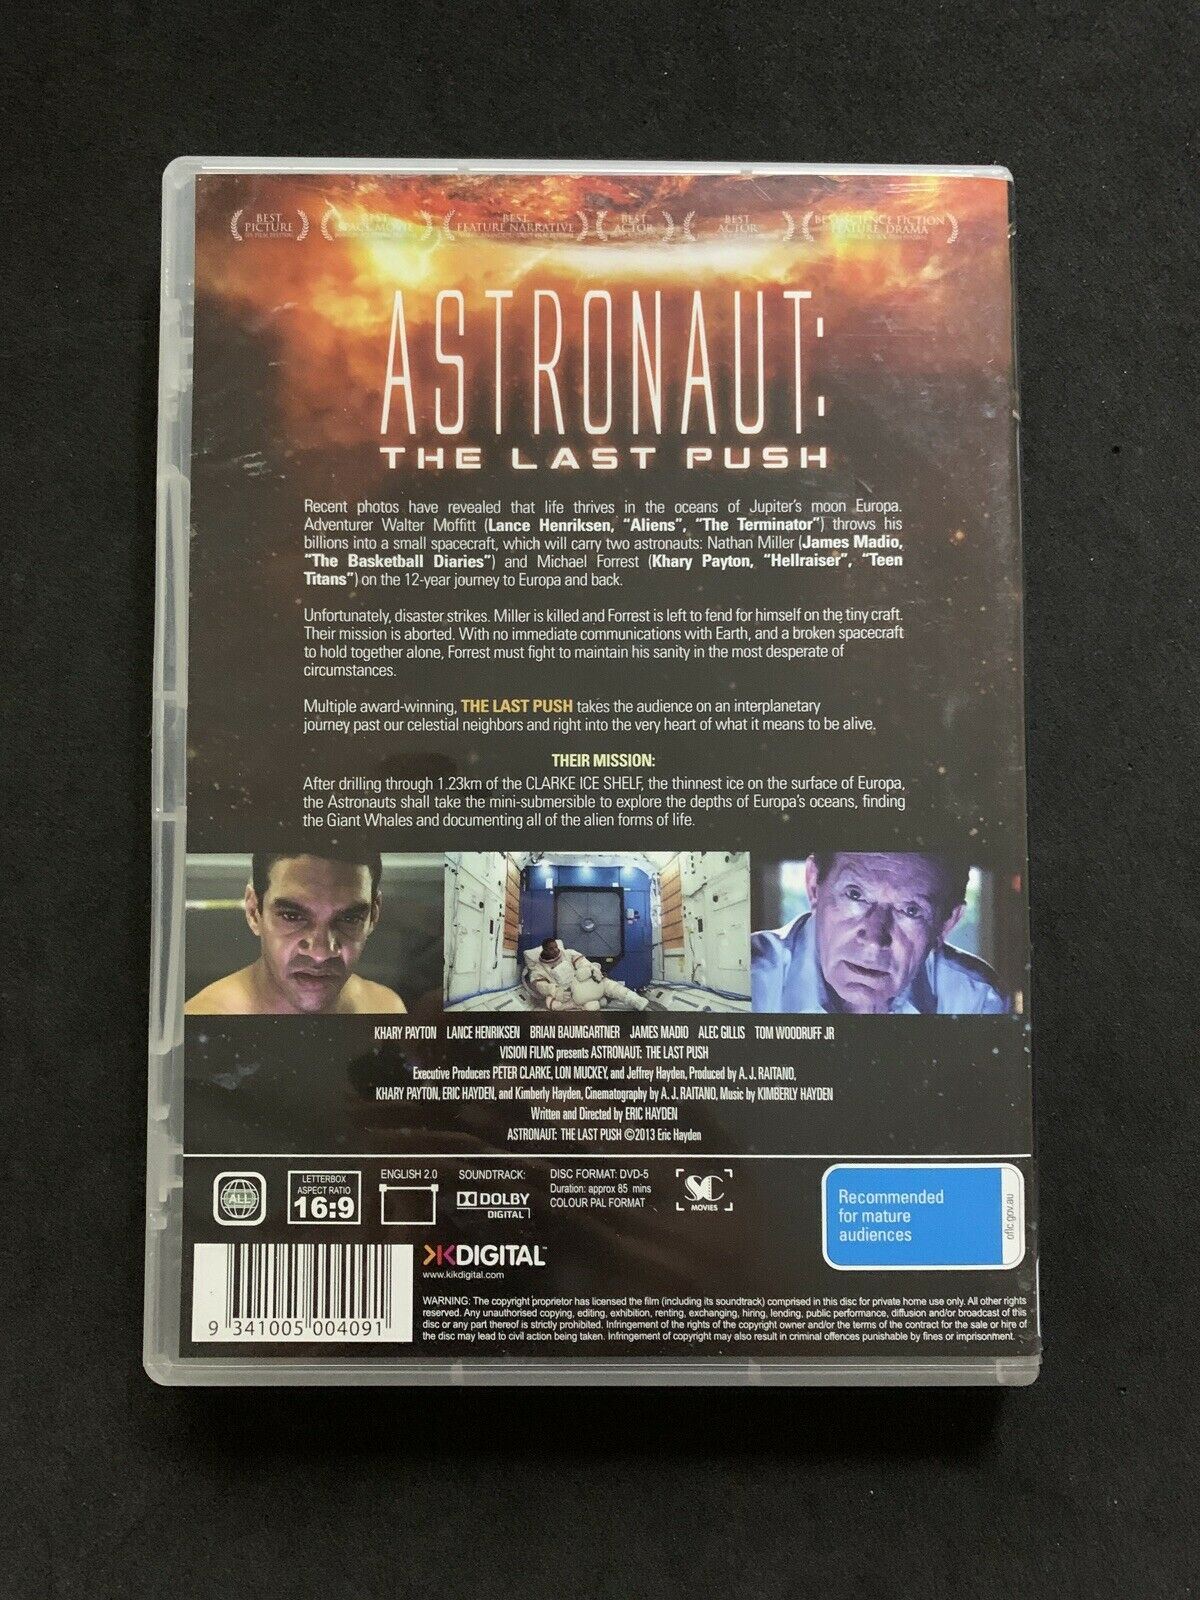 BEST
PICTURE
BEST
SPACE MOVIE
BEST
FEATURE NARRATIVE
BEST
ACTOR
BEST
ACTOR
BEST SCIENCE FICTION
FEATURE, DRAMA
ASTRONAUT:
THE LAST PUSH
Recent photos have revealed that life thrives in the oceans of Jupiter's moon Europa.
Adventurer Walter Moffitt (Lance Henriksen, "Aliens", "The Terminator") throws his
billions into a small spacecraft, which will carry two astronauts: Nathan Miller (James Madio,
"The Basketball Diaries") and Michael Forrest (Khary Payton, "Hellraiser", "Teen
Titans") on the 12-year journey to Europa and back.
Unfortunately, disaster strikes. Miller is killed and Forrest is left to fend for himself on the tiny craft.
Their mission is aborted. With no immediate communications with Earth, and a broken spacecraft
to hold together alone, Forrest must fight to maintain his sanity in the most desperate of
circumstances.
Multiple award-winning, THE LAST PUSH takes the audience on an interplanetary
journey past our celestial neighbors and right into the very heart of what it means to be alive.
THEIR MISSION:
After drilling through 1.23km of the CLARKE ICE SHELF, the thinnest ice on the surface of Europa,
the Astronauts shall take the mini-submersible to explore the depths of Europa's oceans, finding
the Giant Whales and documenting all of the alien forms of life.
KHARY PAYTON LANCE HENRIKSEN BRIAN BAUMGARTNER JAMES MADIO ALEC GILLIS TOM WOODRUFF JR
VISION FILMS presents ASTRONAUT: THE LAST PUSH
Executive Producers PETER CLARKE, LON MUCKEY, and Jeffrey Hayden, Produced by A. J. RAITANO,
KHARY PAYTON, ERIC HAYDEN, and Kimberly Hayden, Cinematography by A. J. RAITANO, Music by KIMBERLY HAYDEN
Written and Directed by ERIC HAYDEN
ASTRONAUT: THE LAST PUSH ©2013 Eric Hayden
ALL
LETTERBOX
ASPECT RATIO
16:9
ENGLISH 2.0
SOUNDTRACK:
DOLBY
DIGITAL
DISC FORMAT: DVD-5
Duration: approx 85 mins
COLOUR PAL FORMAT
SC
MOVIES
Recommended
for mature
audiences
oflc.gov.au
KDIGITAL™
www.kikdigital.com
9 341005 004091
WARNING: The copyright proprietor has licensed the film (including its soundtrack) comprised in this disc for private home use only. All other rights
reserved. Any unauthorised copying, editing, exhibition, renting, exchanging, hiring, lending, public performance, diffusion and/or broadcast of this
disc or any part thereof is strictly prohibited. Infringement of the rights of the copyright owner and/or the terms of the contract for the sale or hire of
the disc may lead to civil action being taken. Infringement of copyright may also result in criminal offences punishable by fines or imprisonment.